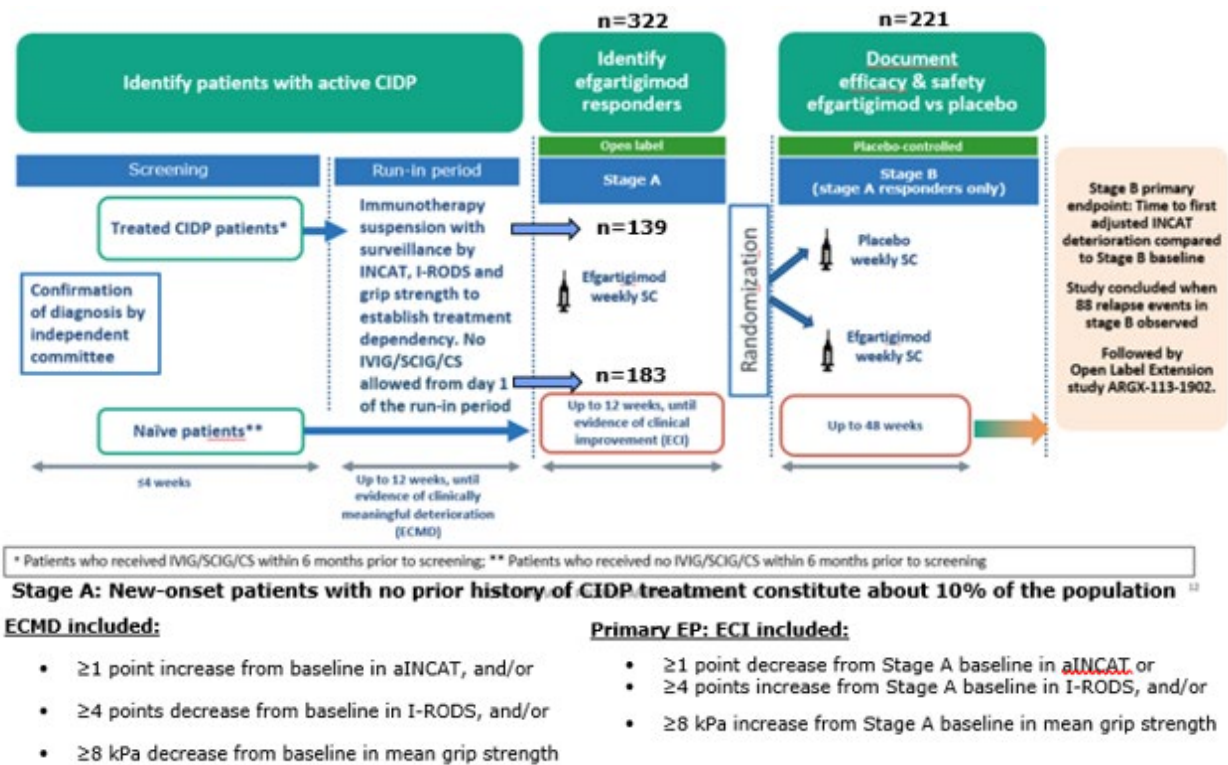 n=322
n=221
Identify patients with active CIDP
Identify
efgartigimod
responders
Document
efficacy & safety
efgartigimod vs placebo
Open label
Placebo-controlled
Screening
Run-in period
Stage A
Stage B
(stage A responders only)
Treated CIDP patients*
Confirmation
of diagnosis by
independent
committee
Naïve patients**
Immunotherapy
suspension with
surveillance by
INCAT, I-RODS and
grip strength to
establish treatment
dependency. No
IVIG/SCIG/CS
allowed from day 1
of the run-in period
n=139
Efgartigimod
weekly SC
n=183
Up to 12 weeks, until
evidence of clinical
improvement (ECI)
Randomization
Placebo
weekly SC
Efgartigimod
weekly SC
Up to 48 weeks
Stage B primary
endpoint: Time to first
adjusted INCAT
deterioration compared
to Stage B baseline
Study concluded when
88 relapse events in
stage B observed
Followed by
Open Label Extension
study ARGX-113-1902.
≤4 weeks
Up to 12 weeks, until
evidence of clinically
meaningful deterioration
(ECMD)
* Patients who received IVIG/SCIG/CS within 6 months prior to screening; ** Patients who received no IVIG/SCIG/CS within 6 months prior to screening
Stage A: New-onset patients with no prior history of CIDP treatment constitute about 10% of the population
12
ECMD included:
• ≥1 point increase from baseline in aINCAT, and/or
• ≥4 points decrease from baseline in I-RODS, and/or
• ≥8 kPa decrease from baseline in mean grip strength
Primary EP: ECI included:
• ≥1 point decrease from Stage A baseline in aINCAT or
• ≥4 points increase from Stage A baseline in I-RODS, and/or
• ≥8 kPa increase from Stage A baseline in mean grip strength